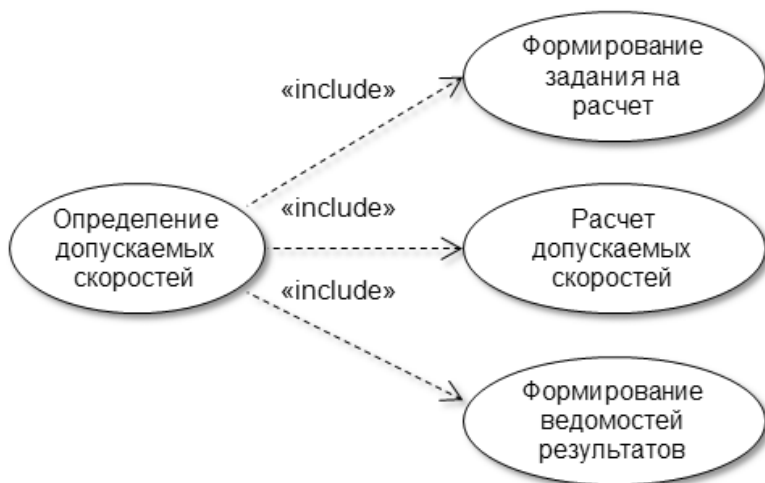 Формирование
задания на
расчет
«include»
Определение
допускаемых
скоростей
«include»
Расчет
допускаемых
скоростей
«include»
Формирование
ведомостей
результатов